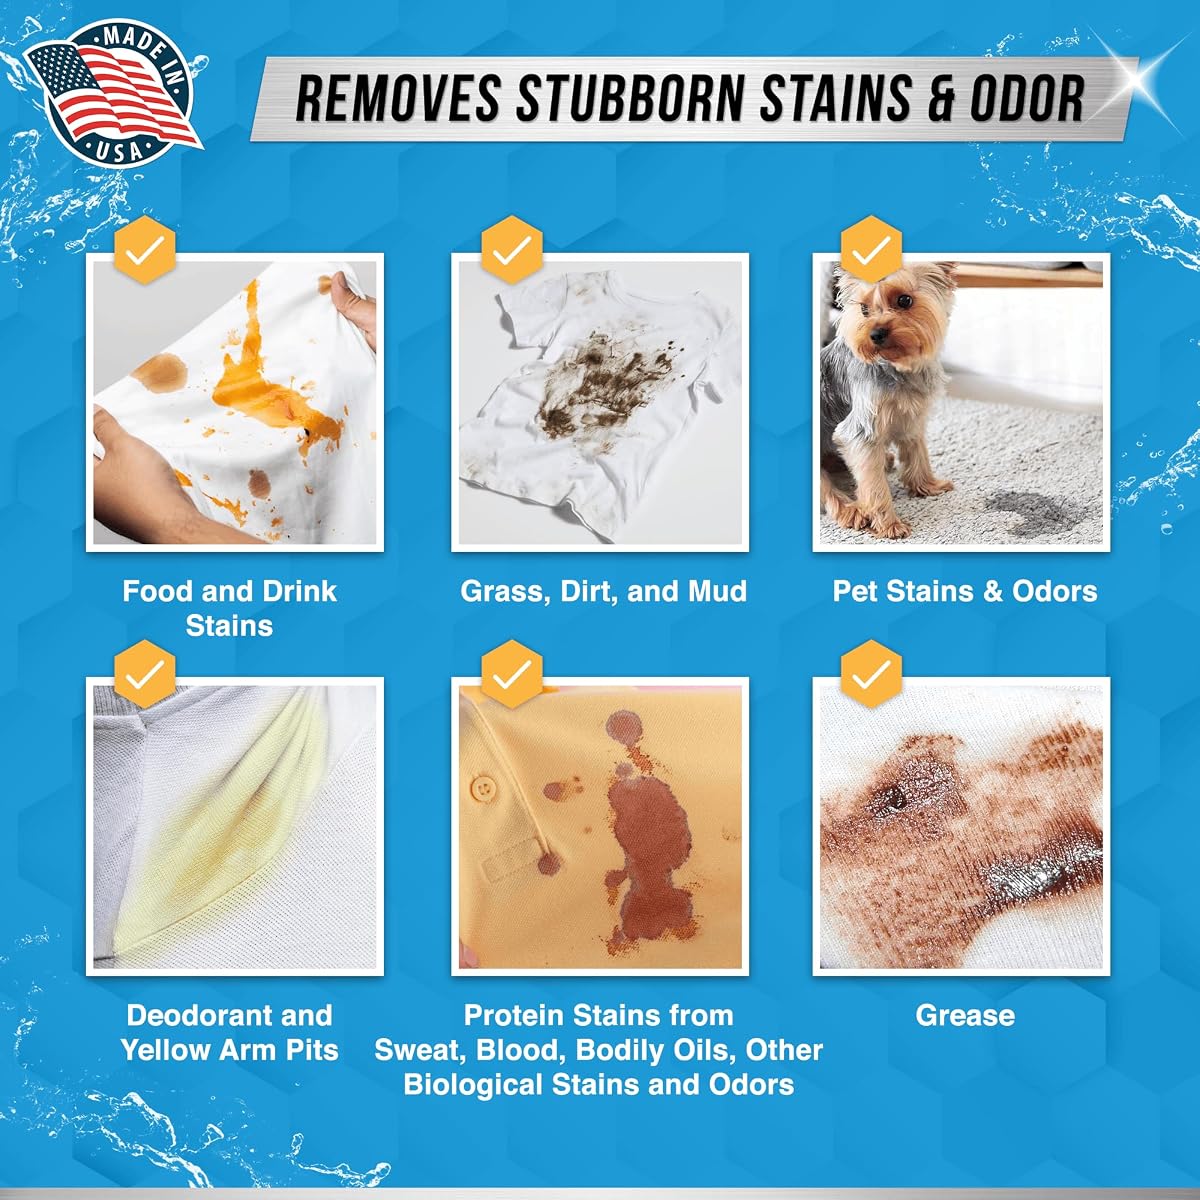 MADE IN
USA
REMOVES STUBBORN STAINS & ODOR
Food and Drink
Stains
Grass, Dirt, and Mud
Pet Stains & Odors
Deodorant and
Yellow Arm Pits
Protein Stains from
Sweat, Blood, Bodily Oils, Other
Biological Stains and Odors
Grease